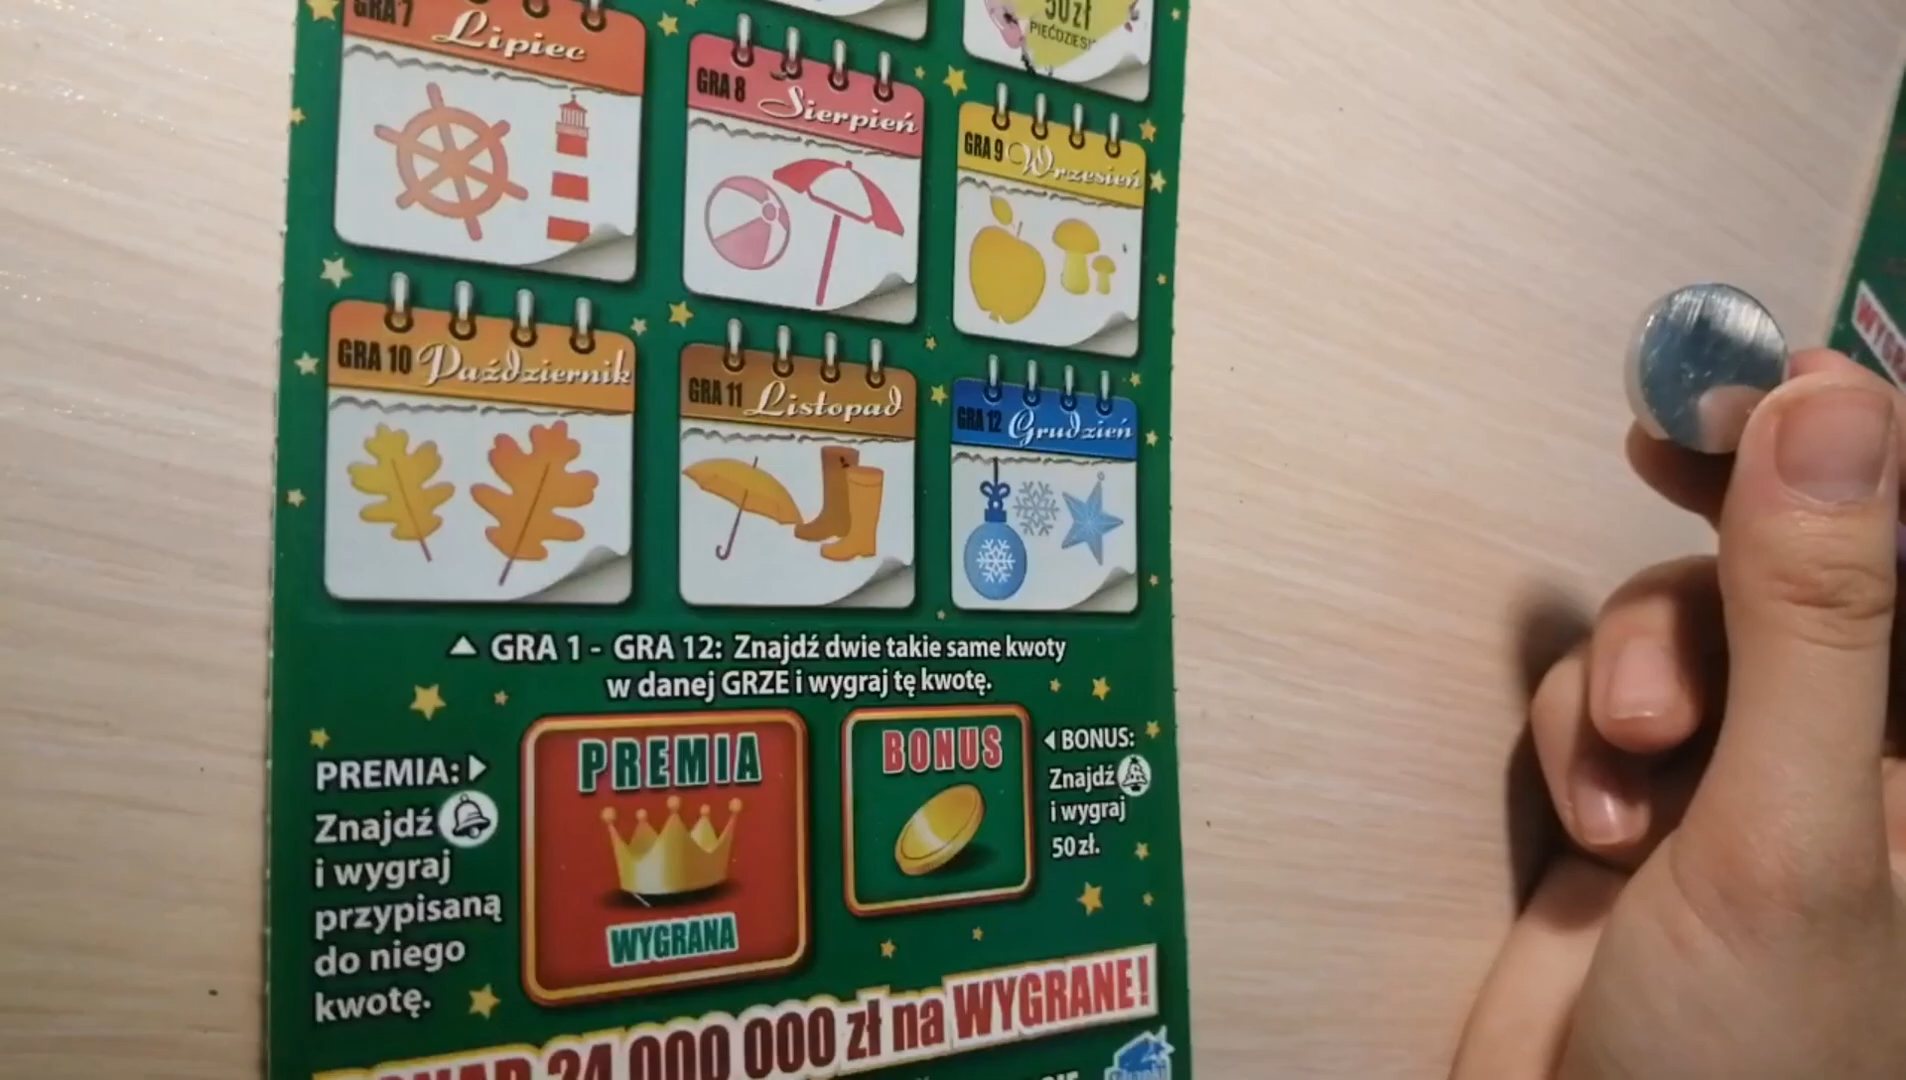 50zł
GRA 7 Lipiec
GRA 8 Sierpień
GRA 9 Wrzesień
GRA 10 Październik
GRA 11 Listopad
GRA 12 Grudzień
GRA 1 - GRA 12: Znajdź dwie takie same kwoty
w danej GRZE i wygraj tę kwotę.
PREMIA:
Znajdź
i wygraj
przypisaną
do niego
kwotę.
PREMIA
WYGRANA
BONUS
BONUS:
Znajdź
i wygraj
50 zł.
24 000 000 zł na WYGRANE!